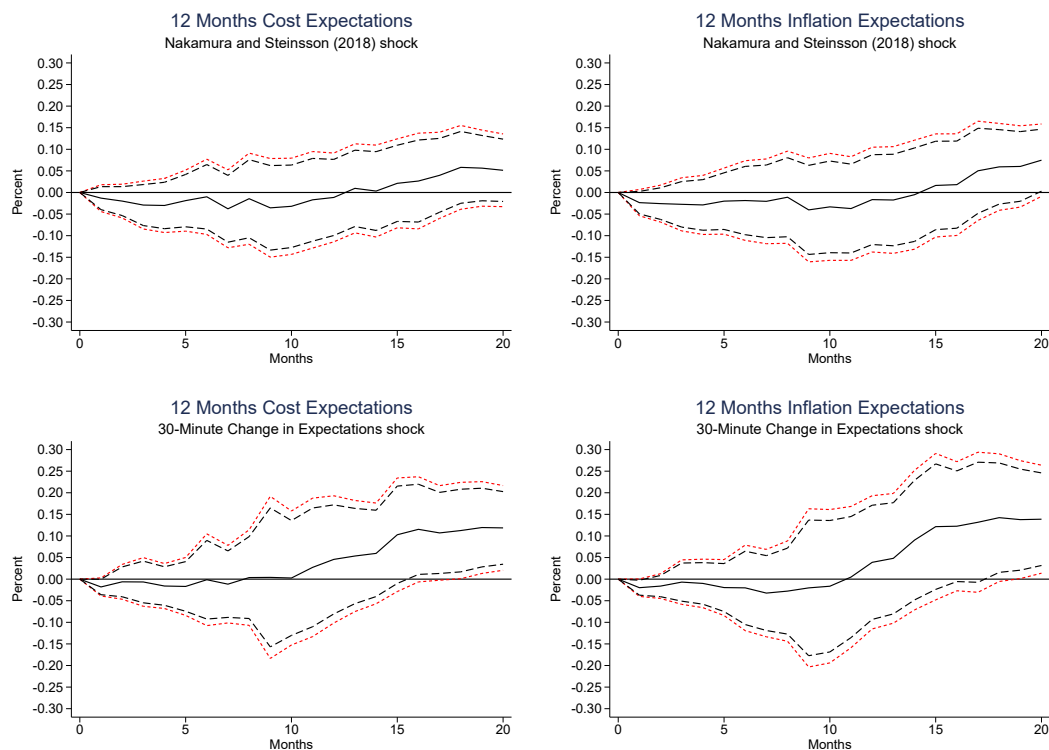 12 Months Cost Expectations
Nakamura and Steinsson (2018) shock
0.30
0.25
0.20
0.15
0.10
0.05
0.00
-0.05
-0.10
-0.15
-0.20
-0.25
-0.30
Percent
0 5 10 15 20
Months
12 Months Inflation Expectations
Nakamura and Steinsson (2018) shock
0.30
0.25
0.20
0.15
0.10
0.05
0.00
-0.05
-0.10
-0.15
-0.20
-0.25
-0.30
Percent
0 5 10 15 20
Months
12 Months Cost Expectations
30-Minute Change in Expectations shock
0.30
0.25
0.20
0.15
0.10
0.05
0.00
-0.05
-0.10
-0.15
-0.20
-0.25
-0.30
Percent
0 5 10 15 20
Months
12 Months Inflation Expectations
30-Minute Change in Expectations shock
0.30
0.25
0.20
0.15
0.10
0.05
0.00
-0.05
-0.10
-0.15
-0.20
-0.25
-0.30
Percent
0 5 10 15 20
Months